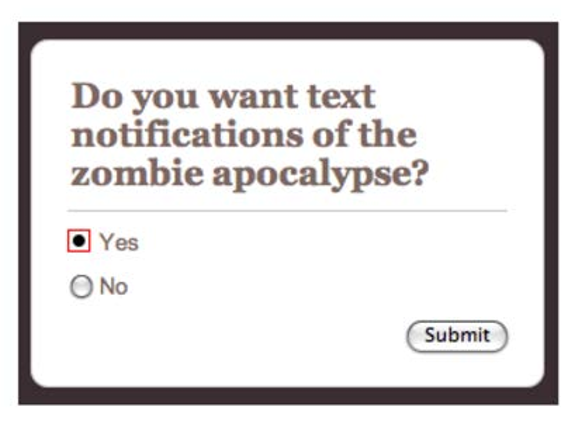 Do you want text
notifications of the
zombie apocalypse?
Yes
No
Submit